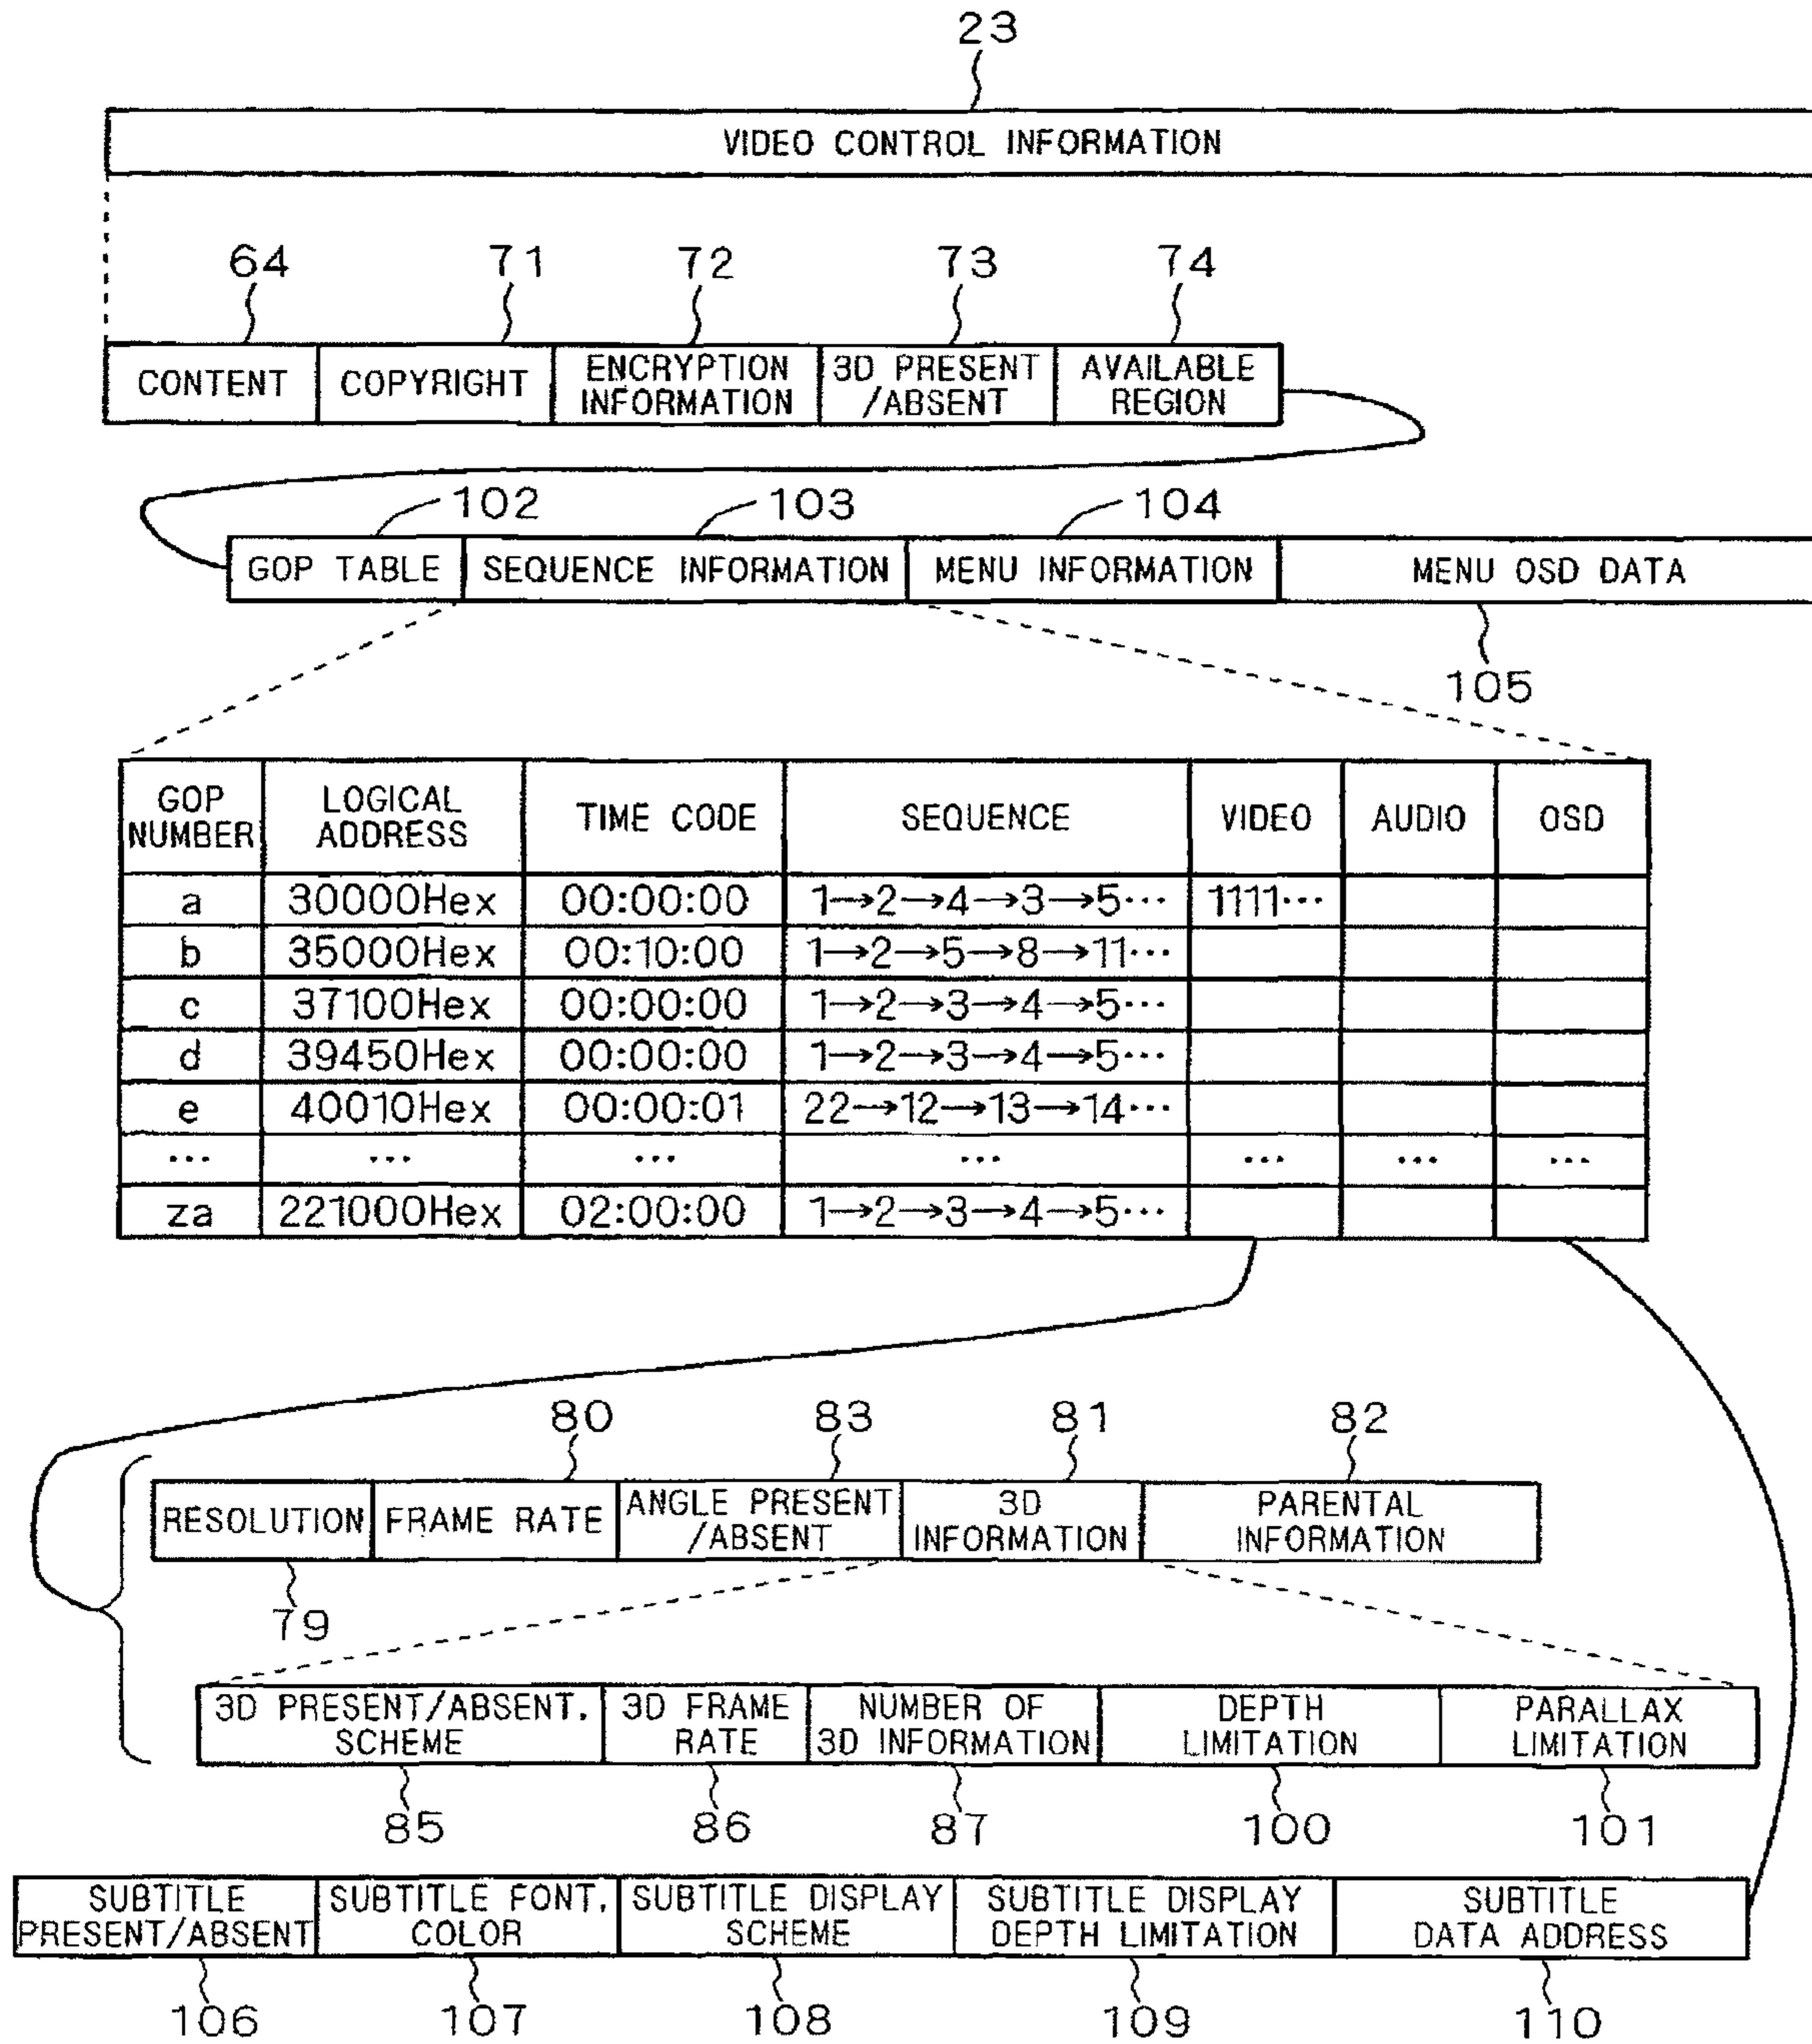 23
VIDEO CONTROL INFORMATION
64 71 72 73 74
CONTENT COPYRIGHT ENCRYPTION INFORMATION 3D PRESENT /ABSENT AVAILABLE REGION
102 103 104
GOP TABLE SEQUENCE INFORMATION MENU INFORMATION MENU OSD DATA
105
GOP NUMBER LOGICAL ADDRESS TIME CODE SEQUENCE VIDEO AUDIO OSD
a 30000Hex 00:00:00 1→2→4→3→5··· 1111···
b 35000Hex 00:10:00 1→2→5→8→11···
c 37100Hex 00:00:00 1→2→3→4→5···
d 39450Hex 00:00:00 1→2→3→4→5···
e 40010Hex 00:00:01 22→12→13→14···
··· ··· ··· ··· ··· ··· ···
za 221000Hex 02:00:00 1→2→3→4→5···
80 83 81 82
RESOLUTION FRAME RATE ANGLE PRESENT /ABSENT 3D INFORMATION PARENTAL INFORMATION
79
3D PRESENT/ABSENT, SCHEME 3D FRAME RATE NUMBER OF 3D INFORMATION DEPTH LIMITATION PARALLAX LIMITATION
85 86 87 100 101
SUBTITLE PRESENT/ABSENT SUBTITLE FONT, COLOR SUBTITLE DISPLAY SCHEME SUBTITLE DISPLAY DEPTH LIMITATION SUBTITLE DATA ADDRESS
106 107 108 109 110